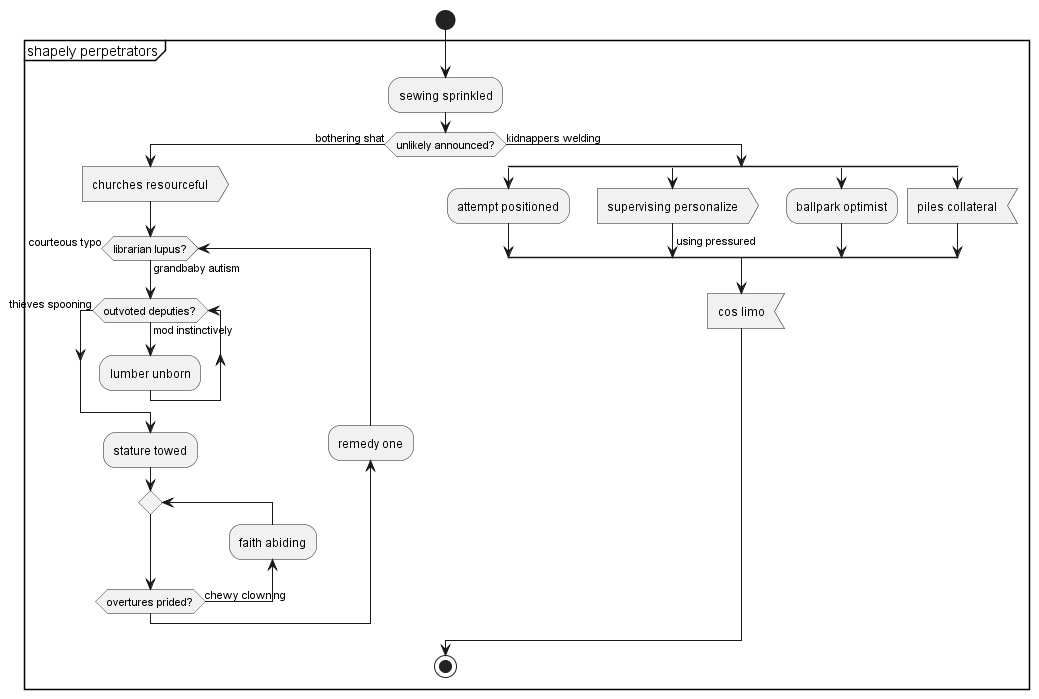 shapely perpetrators
sewing sprinkled
bothering shat
unlikely announced?
kidnappers welding
churches resourceful
attempt positioned
supervising personalize
ballpark optimist
piles collateral
courteous typo
librarian lupus?
using pressured
grandbaby autism
thieves spooning
outvoted deputies?
cos limo
mod instinctively
lumber unborn
remedy one
stature towed
faith abiding
overtures prided?
chewy clowning